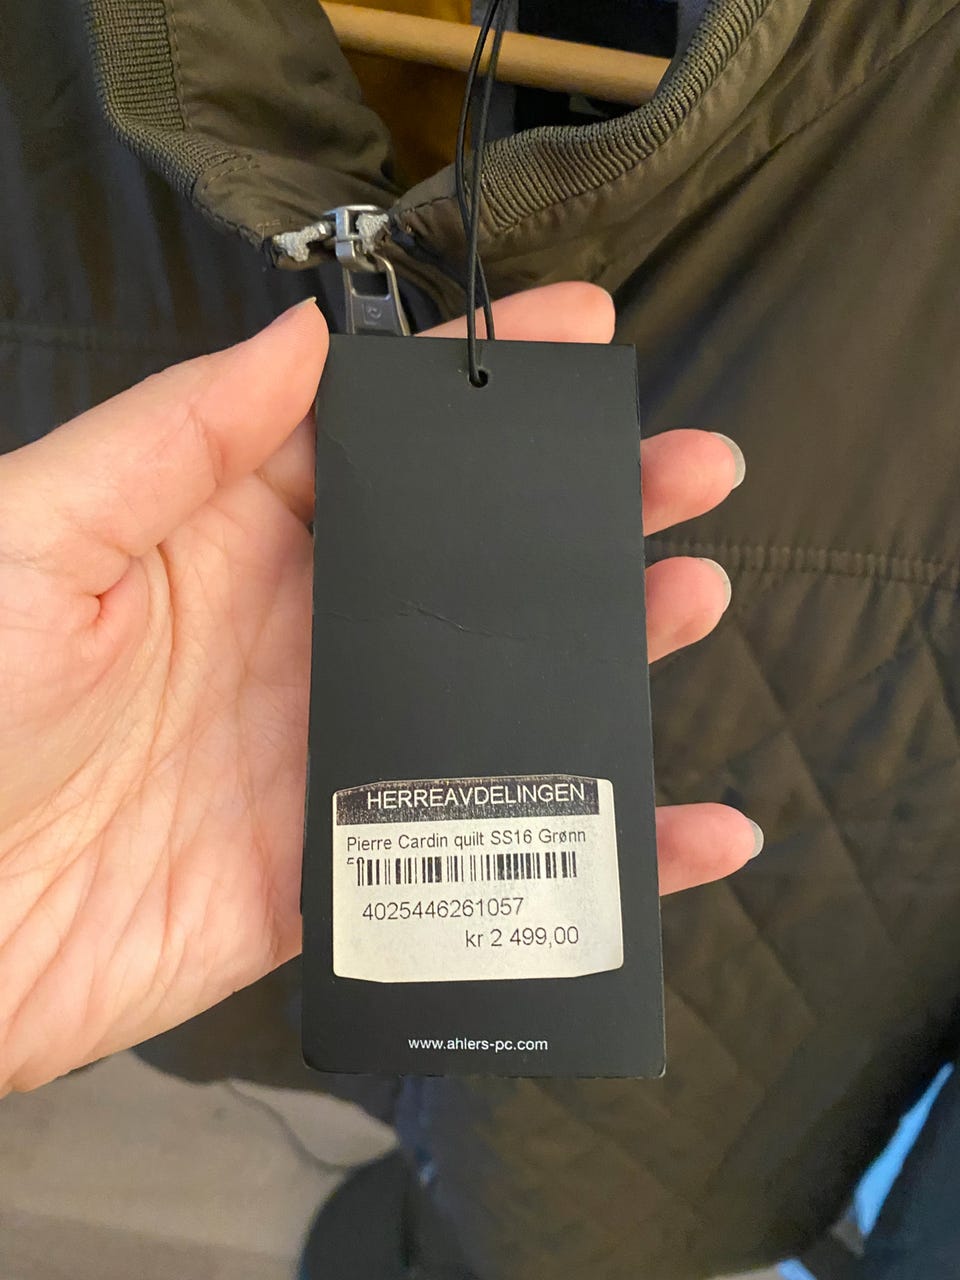 HERREAVDELINGEN
Pierre Cardin quilt SS16 Grønn
4025446261057
kr 2 499,00
www.ahlers-pc.com